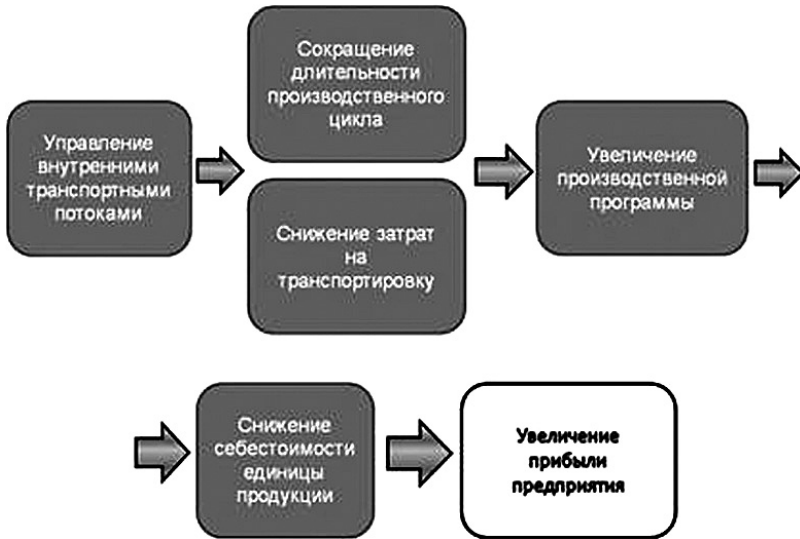 Управление
внутренними
транспортными
потоками
Сокращение
длительности
производственного
цикла
Снижение затрат
на
транспортировку
Увеличение
производственной
программы
Снижение
себестоимости
единицы
продукции
Увеличение
прибыли
предприятия